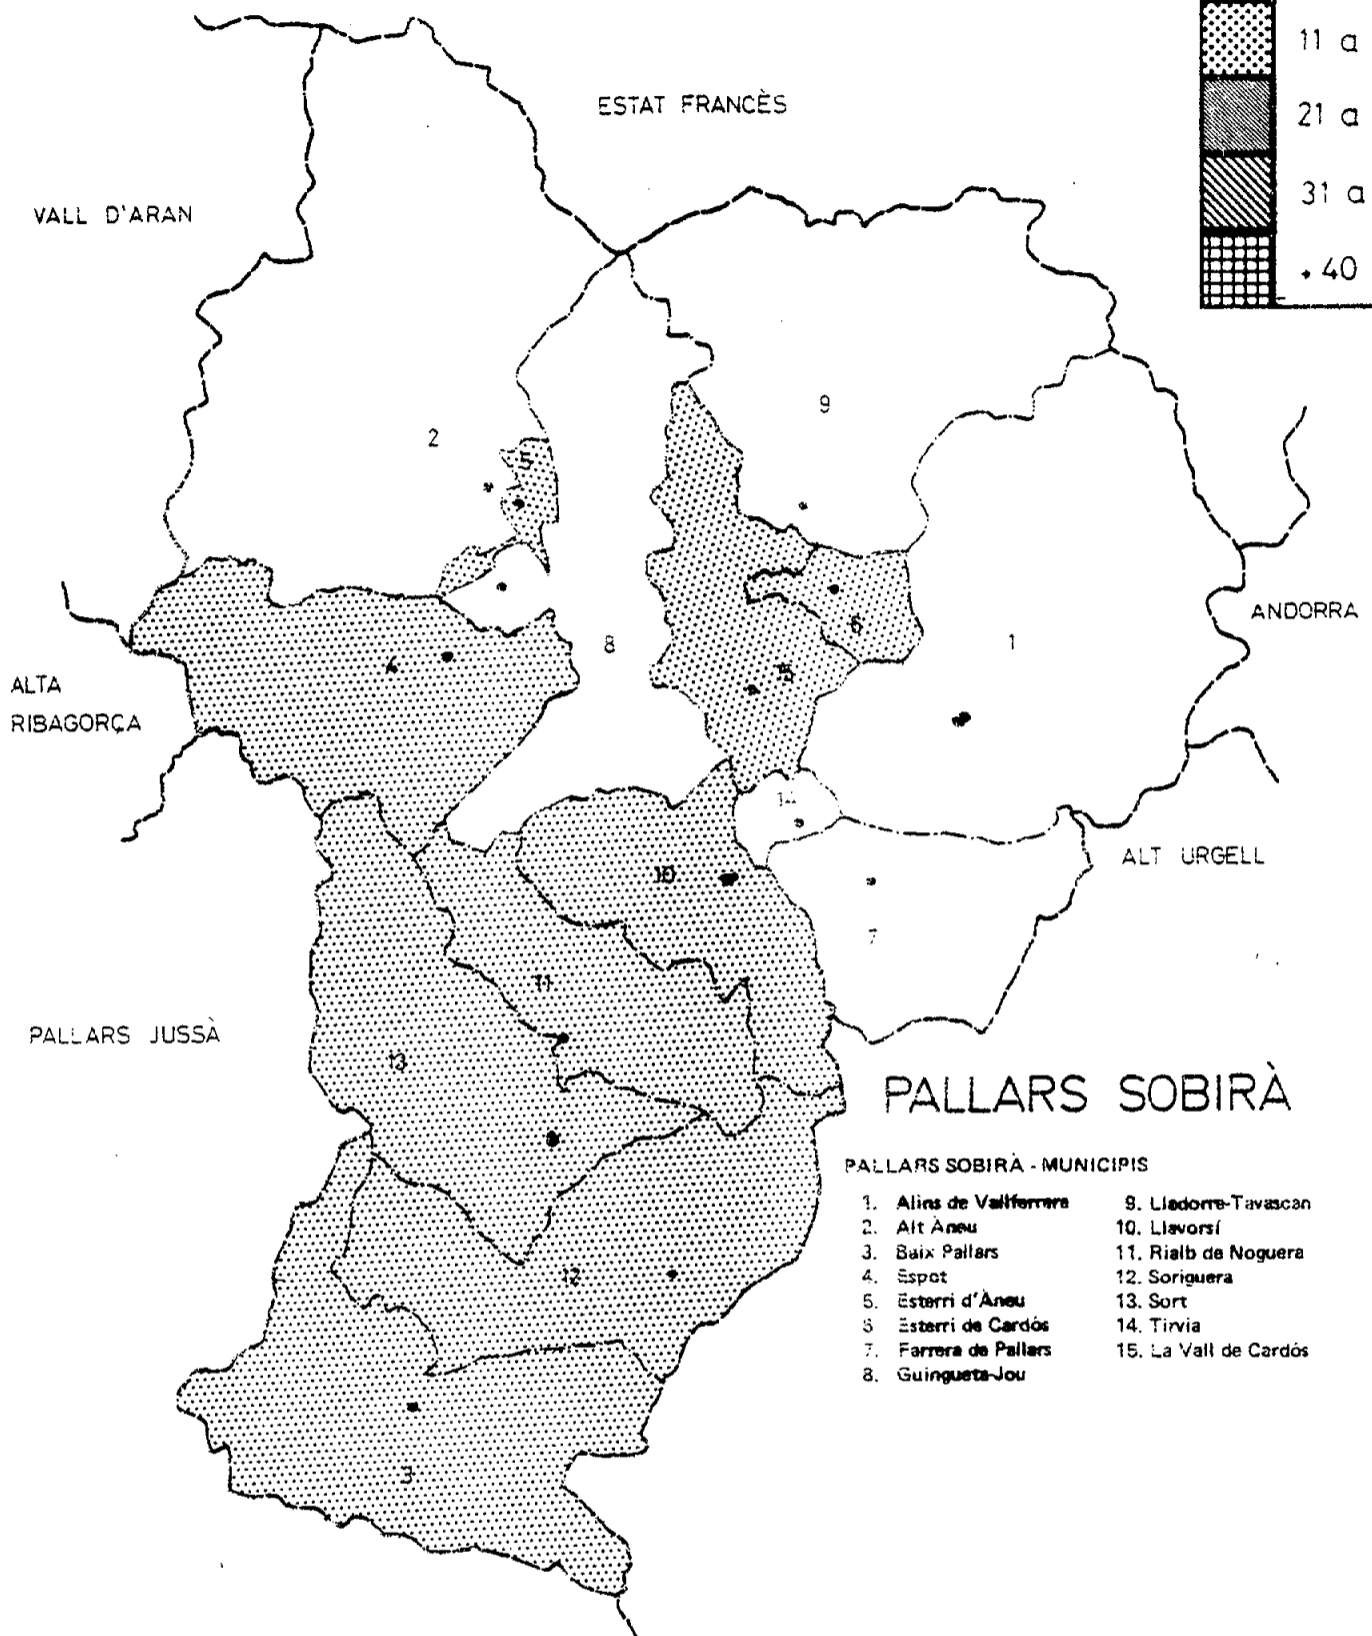 11 a
21 a
31 a
+ 40
ESTAT FRANCÈS
VALL D'ARAN
9
2
5
ANDORRA
6
1
8
4
15
ALTA
RIBAGORÇA
14
ALT URGELL
10
7
11
PALLARS JUSSÀ
13
PALLARS SOBIRÀ
PALLARS SOBIRÀ - MUNICIPIS
1. Alins de Vallferrera
2. Alt Àneu
3. Baix Pallars
4. Espot
5. Esterri d'Àneu
6 Esterri de Cardós
7. Farrera de Pallars
8. Guingueta-Jou
9. Lladorre-Tavascan
10. Llavorsí
11. Rialb de Noguera
12. Soriguera
13. Sort
14. Tirvia
15. La Vall de Cardós
12
3